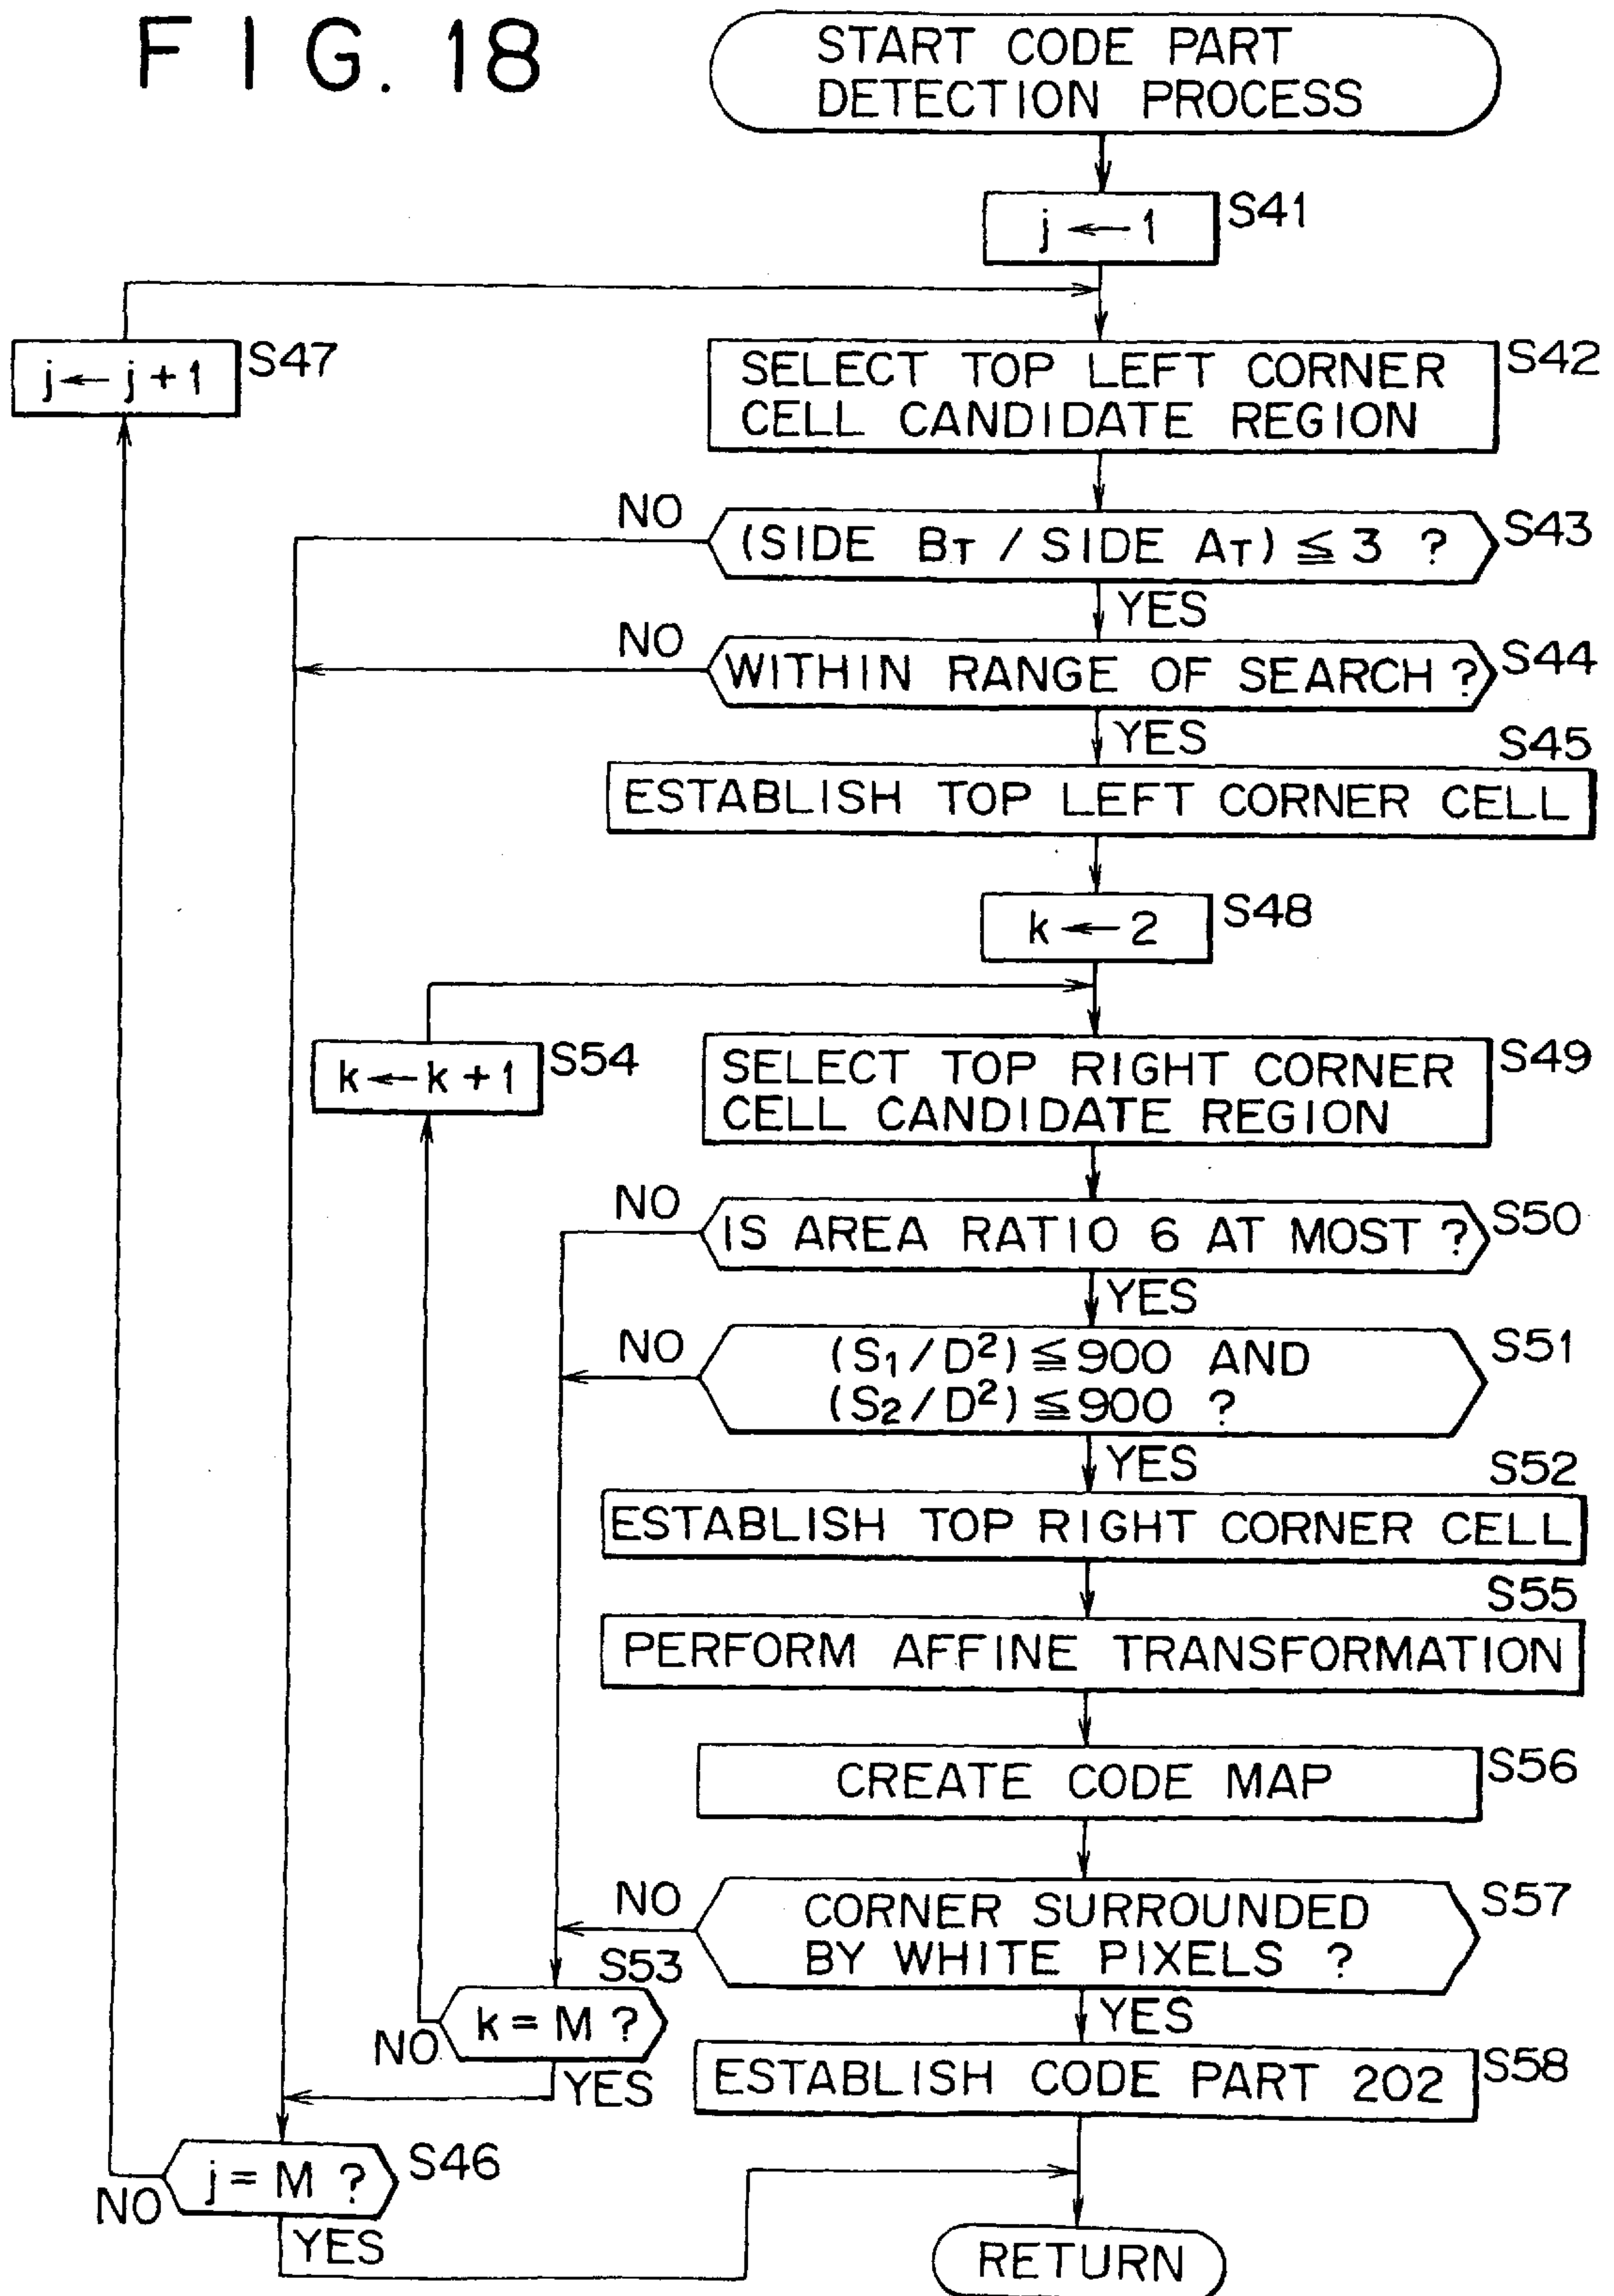 FIG. 18
START CODE PART
DETECTION PROCESS
j ← 1
S41
j ← j + 1
S47
SELECT TOP LEFT CORNER
CELL CANDIDATE REGION
S42
NO
(SIDE BT / SIDE AT) ≦ 3 ?
S43
YES
NO
WITHIN RANGE OF SEARCH ?
S44
YES
S45
ESTABLISH TOP LEFT CORNER CELL
k ← 2
S48
k ← k + 1
S54
SELECT TOP RIGHT CORNER
CELL CANDIDATE REGION
S49
NO
IS AREA RATIO 6 AT MOST ?
S50
YES
NO
(S1/D²) ≦ 900 AND
(S2/D²) ≦ 900 ?
S51
YES
S52
ESTABLISH TOP RIGHT CORNER CELL
S55
PERFORM AFFINE TRANSFORMATION
CREATE CODE MAP
S56
NO
CORNER SURROUNDED
BY WHITE PIXELS ?
S57
S53
k = M ?
NO
YES
YES
ESTABLISH CODE PART 202
S58
j = M ?
S46
NO
YES
RETURN